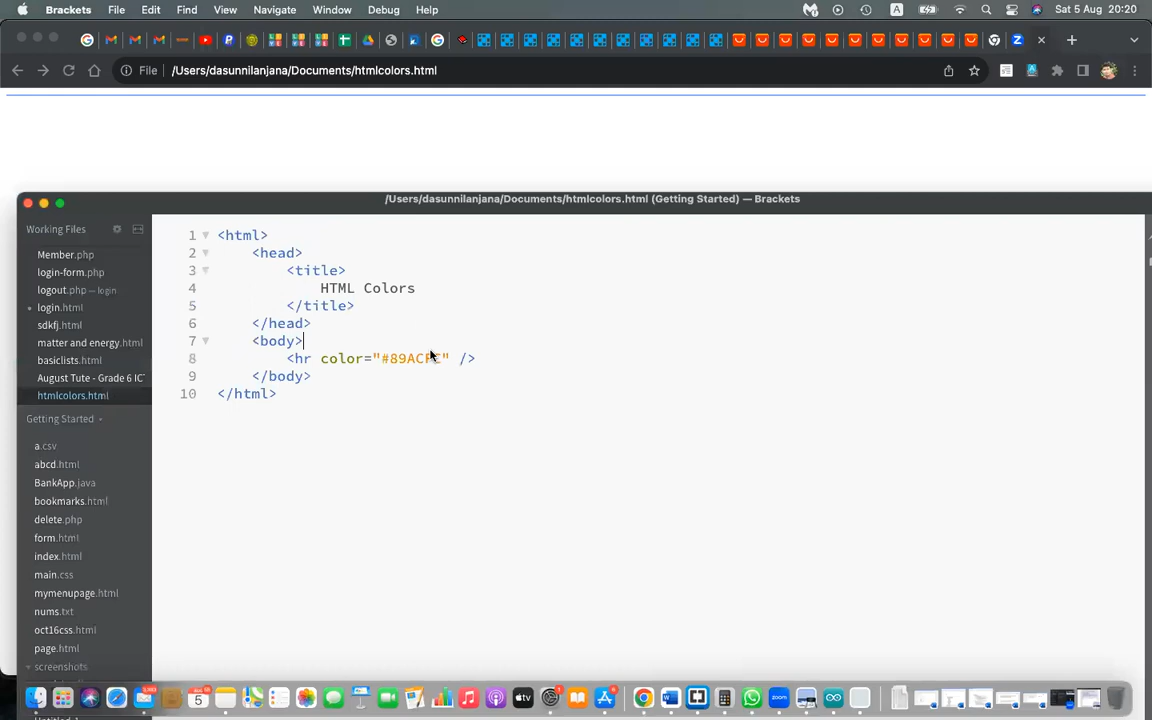 Brackets File Edit Find View Navigate Window Debug Help A Sat 5 Aug 20:20
File /Users/dasunnilanjana/Documents/htmlcolors.html
/Users/dasunnilanjana/Documents/htmlcolors.html (Getting Started) — Brackets
Working Files
Member.php
login-form.php
logout.php — login
login.html
sdkfj.html
matter and energy.html
basiclists.html
August Tute - Grade 6 IC
htmlcolors.html
Getting Started
a.csv
abcd.html
BankApp.java
bookmarks.html
delete.php
form.html
index.html
main.css
mymenupage.html
nums.txt
oct16css.html
page.html
screenshots
1 <html>
2 <head>
3 <title>
4 HTML Colors
5 </title>
6 </head>
7 <body>
8 <hr color= />
9 </body>
10 </html>